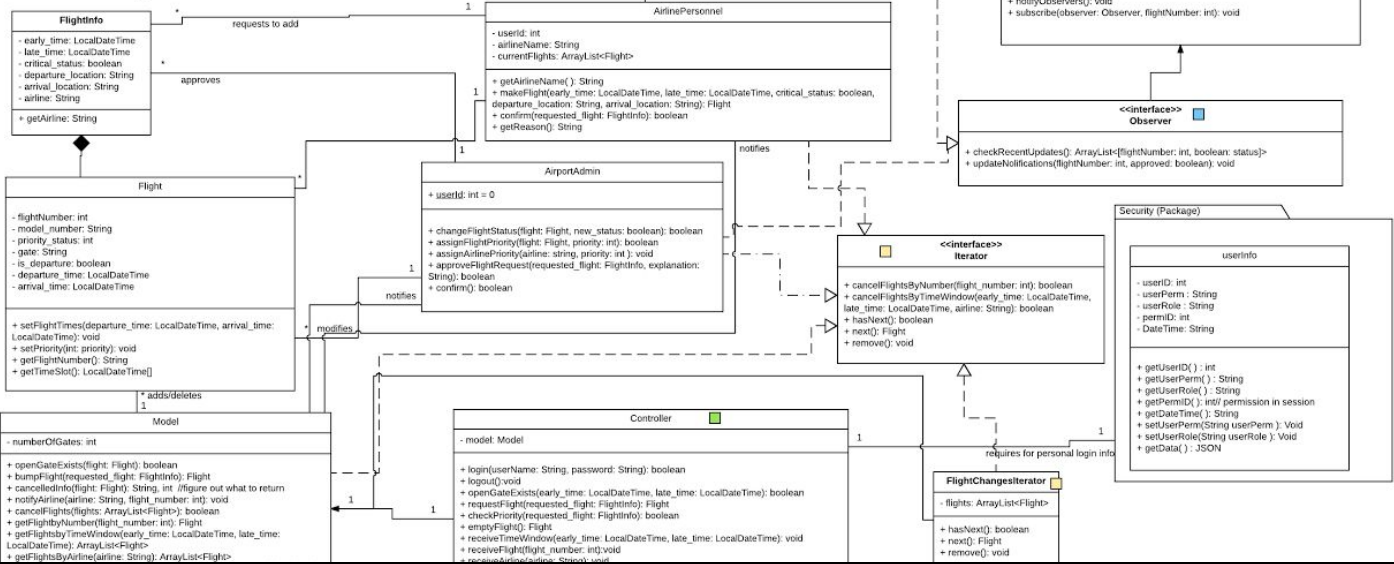 + notifyObservers(): void
+ subscribe(observer: Observer, flightNumber: int): void
FlightInfo
- early_time: LocalDateTime
- late_time: LocalDateTime
- critical_status: boolean
- departure_location: String
- arrival_location: String
- airline: String
+ getAirline: String
*
requests to add
1
*
approves
1
AirlinePersonnel
- userId: int
- airlineName: String
- currentFlights: ArrayList<Flight>
+ getAirlineName( ): String
+ makeFlight(early_time: LocalDateTime, late_time: LocalDateTime, critical_status: boolean,
departure_location: String, arrival_location: String): Flight
+ confirm(requested_flight: FlightInfo): boolean
+ getReason(): String
1
*
notifies
<<interface>>
Observer
+ checkRecentUpdates(): ArrayList<[flightNumber: int, boolean: status]>
+ updateNolifications(flightNumber: int, approved: boolean): void
Flight
- flightNumber: int
- model_number: String
- priority_status: int
- gate: String
- is_departure: boolean
- departure_time: LocalDateTime
- arrival_time: LocalDateTime
+ setFlightTimes(departure_time: LocalDateTime, arrival_time:
LocalDateTime): void
+ setPriority(int: priority): void
+ getFlightNumber(): String
+ getTimeSlot(): LocalDateTime[]
AirportAdmin
+ userId: int = 0
+ changeFlightStatus(flight: Flight, new_status: boolean): boolean
+ assignFlightPriority(flight: Flight, priority: int): boolean
+ assignAirlinePriority(airline: string, priority: int ): void
+ approveFlightRequest(requested_flight: FlightInfo, explanation:
String): boolean
+ confirm(): boolean
1
notifies
* modifies
<<interface>>
Iterator
+ cancelFlightsByNumber(flight_number: int): boolean
+ cancelFlightsByTimeWindow(early_time: LocalDateTime,
late_time: LocalDateTime, airline: String): boolean
+ hasNext(): boolean
+ next(): Flight
+ remove(): void
Security (Package)
userInfo
- userID: int
- userPerm : String
- userRole : String
- permID: int
- DateTime: String
+ getUserID( ) : int
+ getUserPerm( ) : String
+ getUserRole( ) : String
+ getPermID( ): int// permission in session
+ getDateTime( ): String
+ setUserPerm(String userPerm ): Void
+ setUserRole(String userRole ): Void
+ getData( ) : JSON
* adds/deletes
1
Model
- numberOfGates: int
+ openGateExists(flight: Flight): boolean
+ bumpFlight(requested_flight: FlightInfo): Flight
+ cancelledInfo(flight: Flight): String, int //figure out what to return
+ notifyAirline(airline: String, flight_number: int): void
+ cancelFlights(flights: ArrayList<Flight>): boolean
+ getFlightbyNumber(flight_number: int): Flight
+ getFlightsbyTimeWindow(early_time: LocalDateTime, late_time:
LocalDateTime): ArrayList<Flight>
+ getFlightsByAirline(airline: String): ArrayList<Flight>
1
1
Controller
- model: Model
+ login(userName: String, password: String): boolean
+ logout():void
+ openGateExists(early_time: LocalDateTime, late_time: LocalDateTime): boolean
+ requestFlight(requested_flight: FlightInfo): Flight
+ checkPriority(requested_flight: FlightInfo): boolean
+ emptyFlight(): Flight
+ receiveTimeWindow(early_time: LocalDateTime, late_time: LocalDateTime): void
+ receiveFlight(flight_number: int):void
+ receiveAirline(airline: String): void
1
1
requires for personal login info
FlightChangesIterator
- flights: ArrayList<Flight>
+ hasNext(): boolean
+ next(): Flight
+ remove(): void